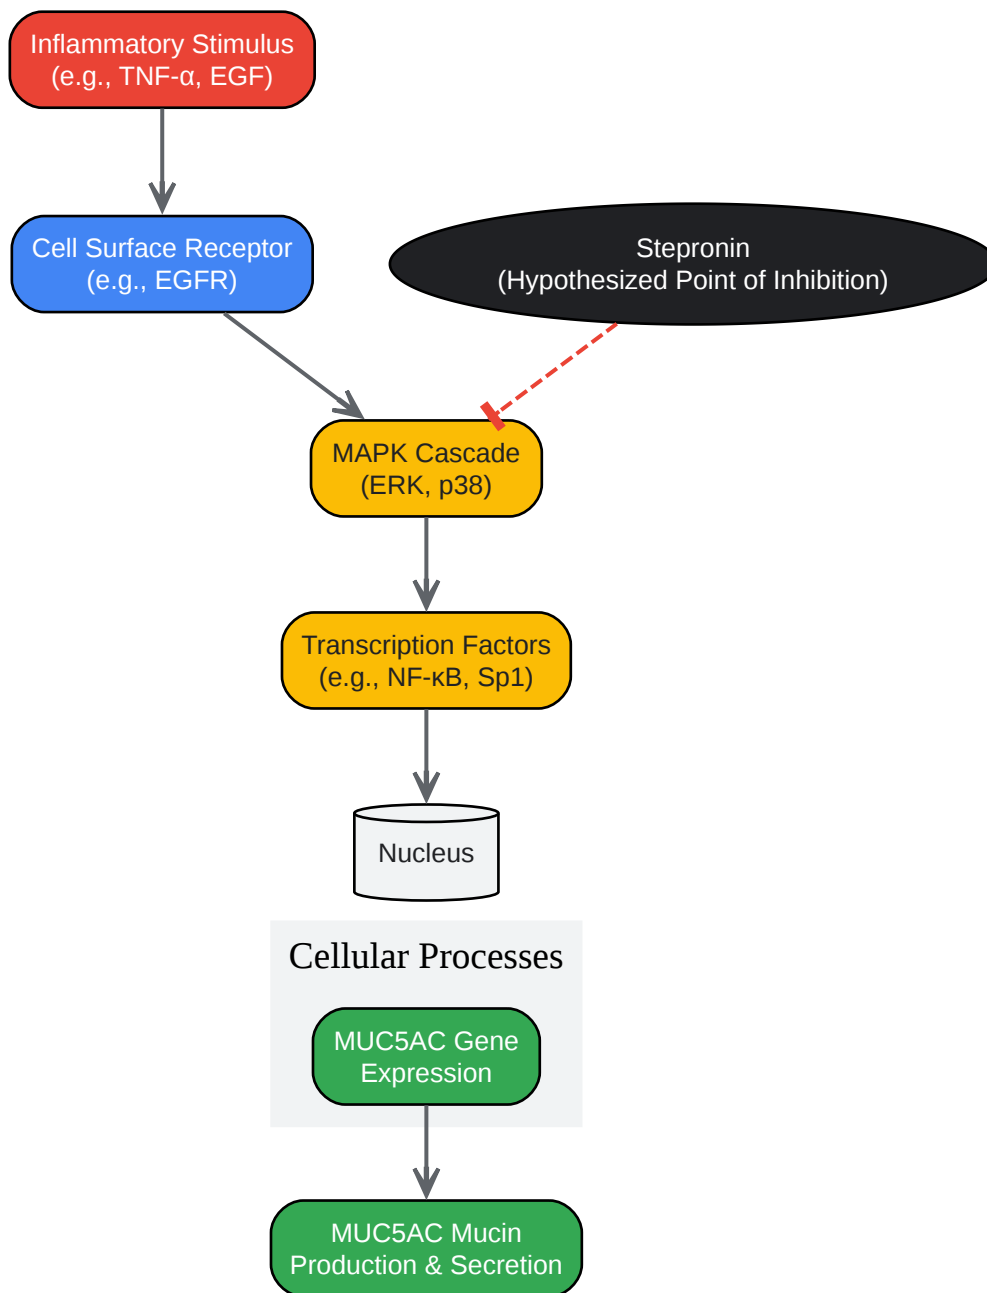 Inflammatory Stimulus
(e.g., TNF-α, EGF)
Cell Surface Receptor
(e.g., EGFR)
Stepronin
(Hypothesized Point of Inhibition)
MAPK Cascade
(ERK, p38)
Transcription Factors
(e.g., NF-κB, Sp1)
Nucleus
Cellular Processes
MUC5AC Gene
Expression
MUC5AC Mucin
Production & Secretion